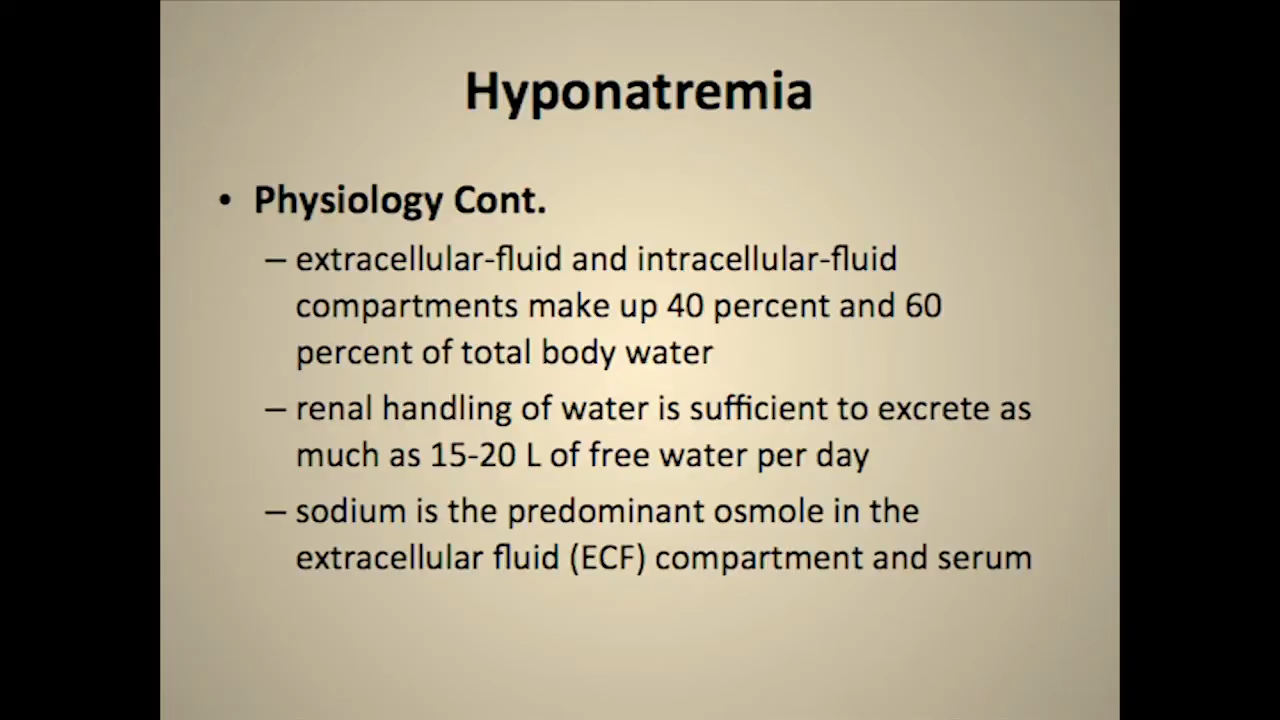 Hyponatremia
• Physiology Cont.
– extracellular-fluid and intracellular-fluid
compartments make up 40 percent and 60
percent of total body water
– renal handling of water is sufficient to excrete as
much as 15-20 L of free water per day
– sodium is the predominant osmole in the
extracellular fluid (ECF) compartment and serum